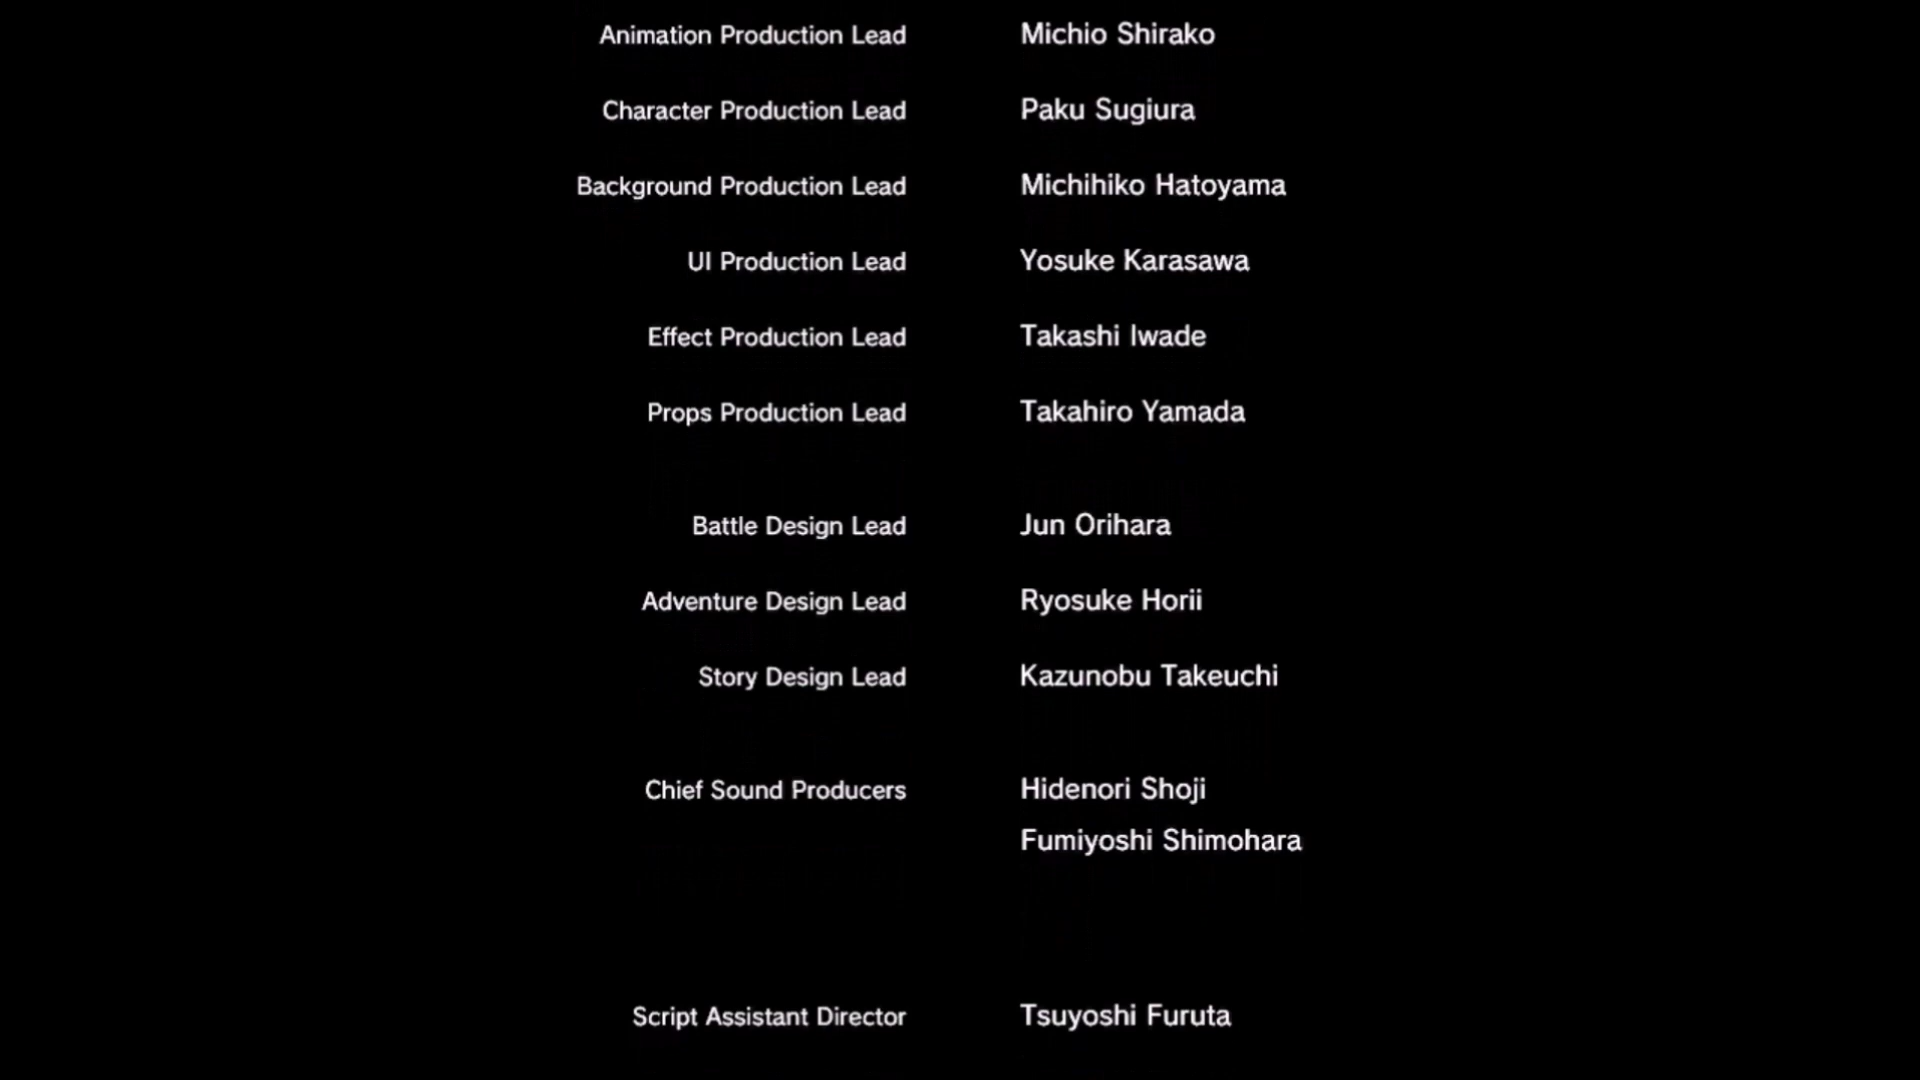 Animation Production Lead Michio Shirako
Character Production Lead Paku Sugiura
Background Production Lead Michihiko Hatoyama
UI Production Lead Yosuke Karasawa
Effect Production Lead Takashi Iwade
Props Production Lead Takahiro Yamada
Battle Design Lead Jun Orihara
Adventure Design Lead Ryosuke Horii
Story Design Lead Kazunobu Takeuchi
Chief Sound Producers Hidenori Shoji
Fumiyoshi Shimohara
Script Assistant Director Tsuyoshi Furuta